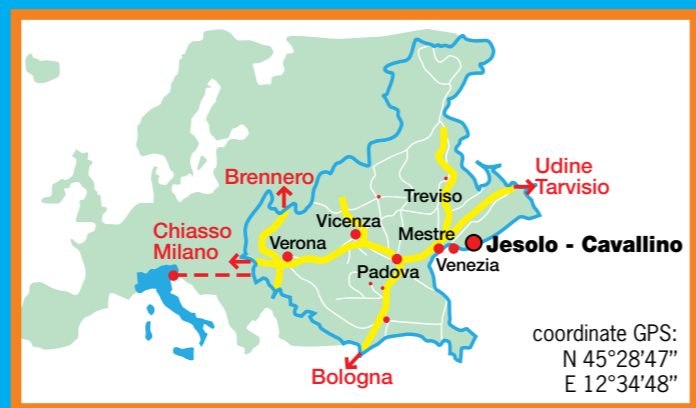 Udine
Tarvisio
Brennero
Treviso
Chiasso
Milano
Vicenza
Mestre
Verona
Jesolo - Cavallino
Venezia
Padova
Bologna
coordinate GPS:
N 45°28'47"
E 12°34'48"